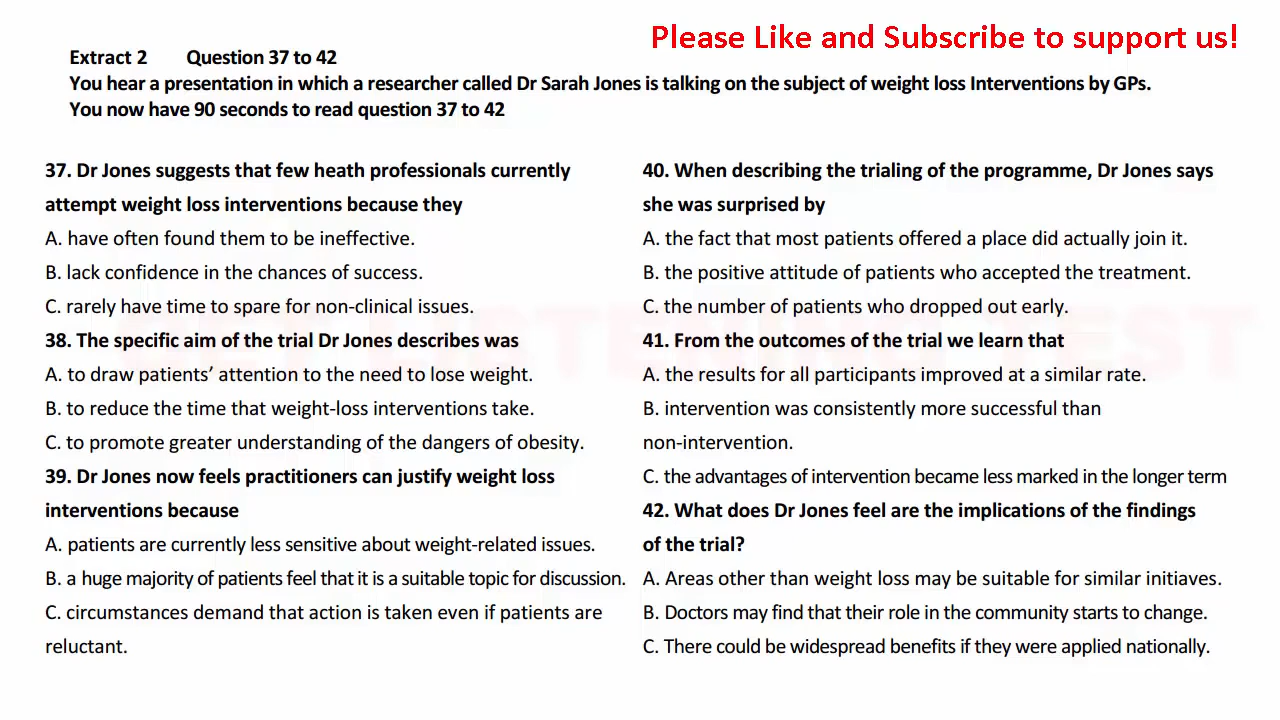 Please Like and Subscribe to support us!
Extract 2 Question 37 to 42
You hear a presentation in which a researcher called Dr Sarah Jones is talking on the subject of weight loss Interventions by GPs.
You now have 90 seconds to read question 37 to 42
37. Dr Jones suggests that few heath professionals currently
attempt weight loss interventions because they
A. have often found them to be ineffective.
B. lack confidence in the chances of success.
C. rarely have time to spare for non-clinical issues.
38. The specific aim of the trial Dr Jones describes was
A. to draw patients’ attention to the need to lose weight.
B. to reduce the time that weight-loss interventions take.
C. to promote greater understanding of the dangers of obesity.
39. Dr Jones now feels practitioners can justify weight loss
interventions because
A. patients are currently less sensitive about weight-related issues.
B. a huge majority of patients feel that it is a suitable topic for discussion.
C. circumstances demand that action is taken even if patients are
reluctant.
40. When describing the trialing of the programme, Dr Jones says
she was surprised by
A. the fact that most patients offered a place did actually join it.
B. the positive attitude of patients who accepted the treatment.
C. the number of patients who dropped out early.
41. From the outcomes of the trial we learn that
A. the results for all participants improved at a similar rate.
B. intervention was consistently more successful than
non-intervention.
C. the advantages of intervention became less marked in the longer term
42. What does Dr Jones feel are the implications of the findings
of the trial?
A. Areas other than weight loss may be suitable for similar initiaves.
B. Doctors may find that their role in the community starts to change.
C. There could be widespread benefits if they were applied nationally.
OET LISTENING TEST